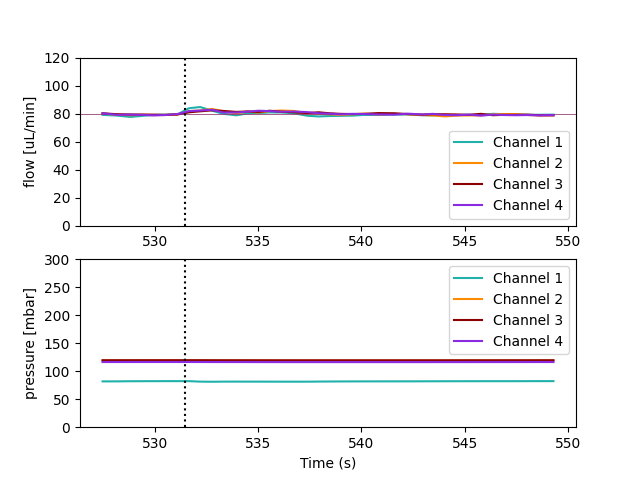 120
100
80
60
40
20
0
flow [uL/min]
Channel 1
Channel 2
Channel 3
Channel 4
530 535 540 545 550
300
250
200
150
100
50
0
pressure [mbar]
Channel 1
Channel 2
Channel 3
Channel 4
530 535 540 545 550
Time (s)